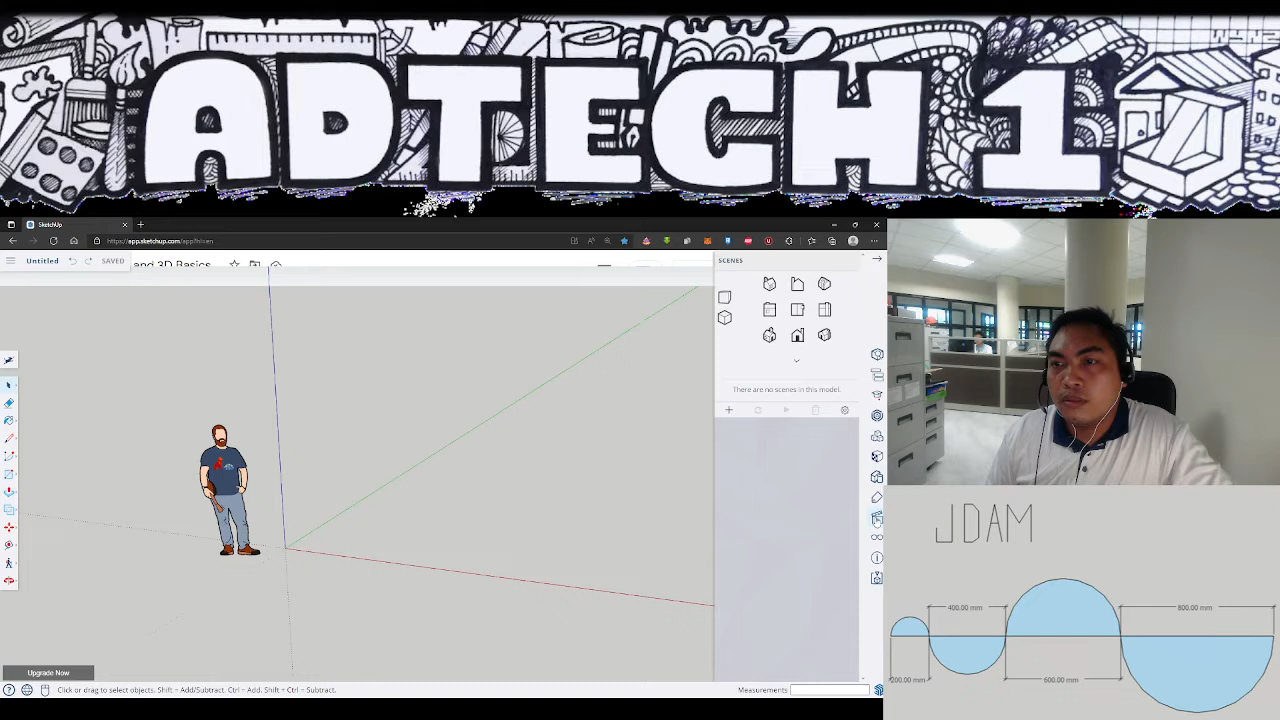 ADTECH 1
SketchUp
https://app.sketchup.com/app?hl=en
Untitled
SAVED
and 3D Basics
SCENES
There are no scenes in this model.
Upgrade Now
Click or drag to select objects. Shift = Add/Subtract. Ctrl = Add. Shift + Ctrl = Subtract.
Measurements
JDAM
400.00 mm
800.00 mm
200.00 mm
600.00 mm